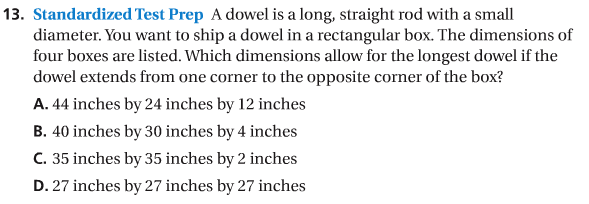 13. Standardized Test Prep A dowel is a long, straight rod with a small
diameter. You want to ship a dowel in a rectangular box. The dimensions of
four boxes are listed. Which dimensions allow for the longest dowel if the
dowel extends from one corner to the opposite corner of the box?
A. 44 inches by 24 inches by 12 inches
B. 40 inches by 30 inches by 4 inches
C. 35 inches by 35 inches by 2 inches
D. 27 inches by 27 inches by 27 inches